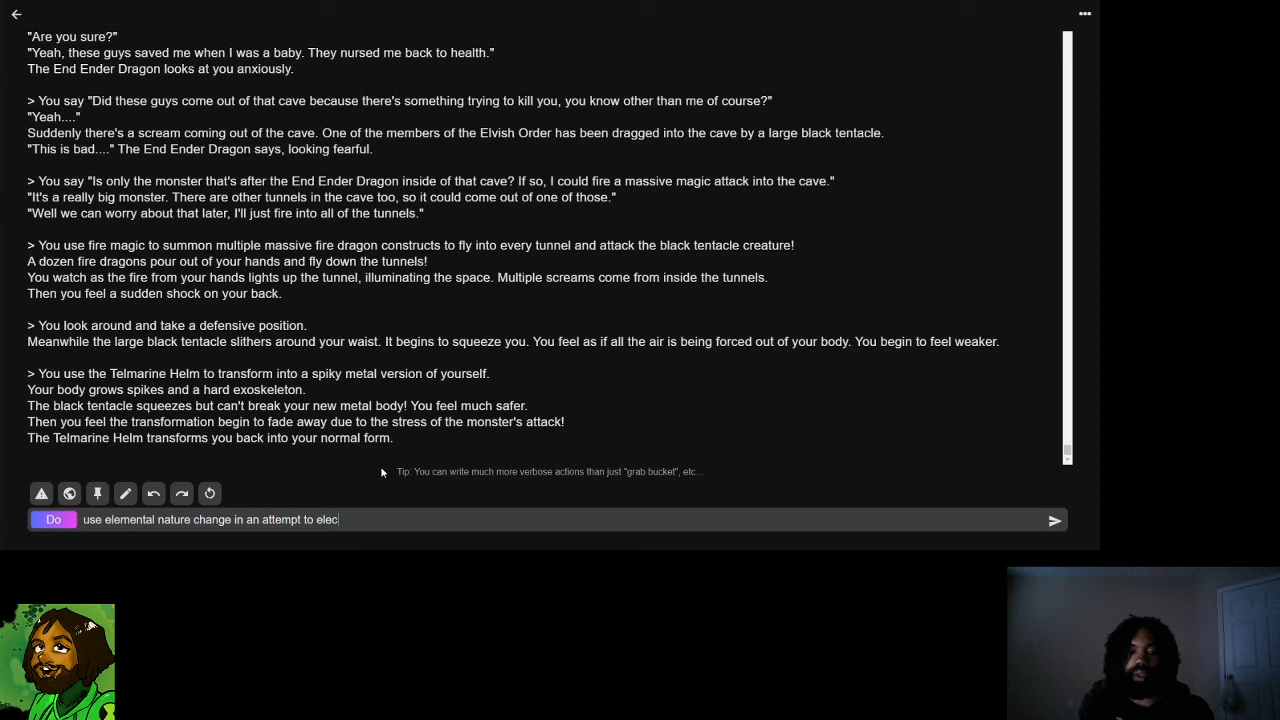 "Are you sure?"
"Yeah, these guys saved me when I was a baby. They nursed me back to health."
The End Ender Dragon looks at you anxiously.
> You say "Did these guys come out of that cave because there's something trying to kill you, you know other than me of course?"
"Yeah...."
Suddenly there's a scream coming out of the cave. One of the members of the Elvish Order has been dragged into the cave by a large black tentacle.
"This is bad...." The End Ender Dragon says, looking fearful.
> You say "Is only the monster that's after the End Ender Dragon inside of that cave? If so, I could fire a massive magic attack into the cave."
"It's a really big monster. There are other tunnels in the cave too, so it could come out of one of those."
"Well we can worry about that later, I'll just fire into all of the tunnels."
> You use fire magic to summon multiple massive fire dragon constructs to fly into every tunnel and attack the black tentacle creature!
A dozen fire dragons pour out of your hands and fly down the tunnels!
You watch as the fire from your hands lights up the tunnel, illuminating the space. Multiple screams come from inside the tunnels.
Then you feel a sudden shock on your back.
> You look around and take a defensive position.
Meanwhile the large black tentacle slithers around your waist. It begins to squeeze you. You feel as if all the air is being forced out of your body. You begin to feel weaker.
> You use the Telmarine Helm to transform into a spiky metal version of yourself.
Your body grows spikes and a hard exoskeleton.
The black tentacle squeezes but can't break your new metal body! You feel much safer.
Then you feel the transformation begin to fade away due to the stress of the monster's attack!
The Telmarine Helm transforms you back into your normal form.
Tip: You can write much more verbose actions than just "grab bucket", etc...
Do use elemental nature change in an attempt to elec